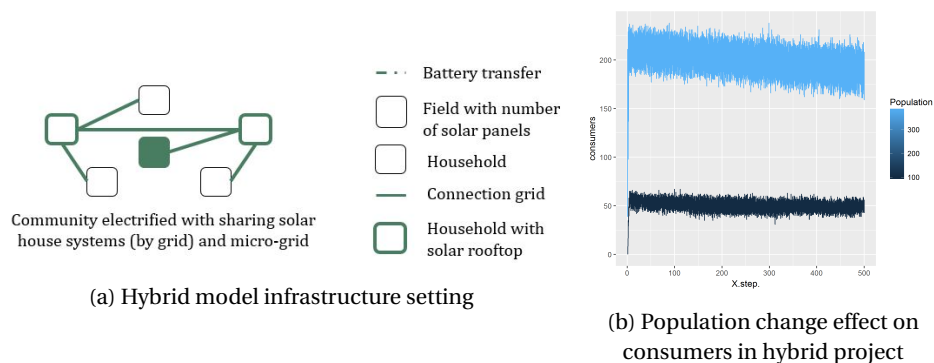 Community electrified with sharing solar
house systems (by grid) and micro-grid
Battery transfer
Field with number
of solar panels
Household
Connection grid
Household with
solar rooftop
(a) Hybrid model infrastructure setting
consumers
200
150
100
50
0
0
100
200
300
400
500
X.step.
Population
300
200
100
(b) Population change effect on
consumers in hybrid project